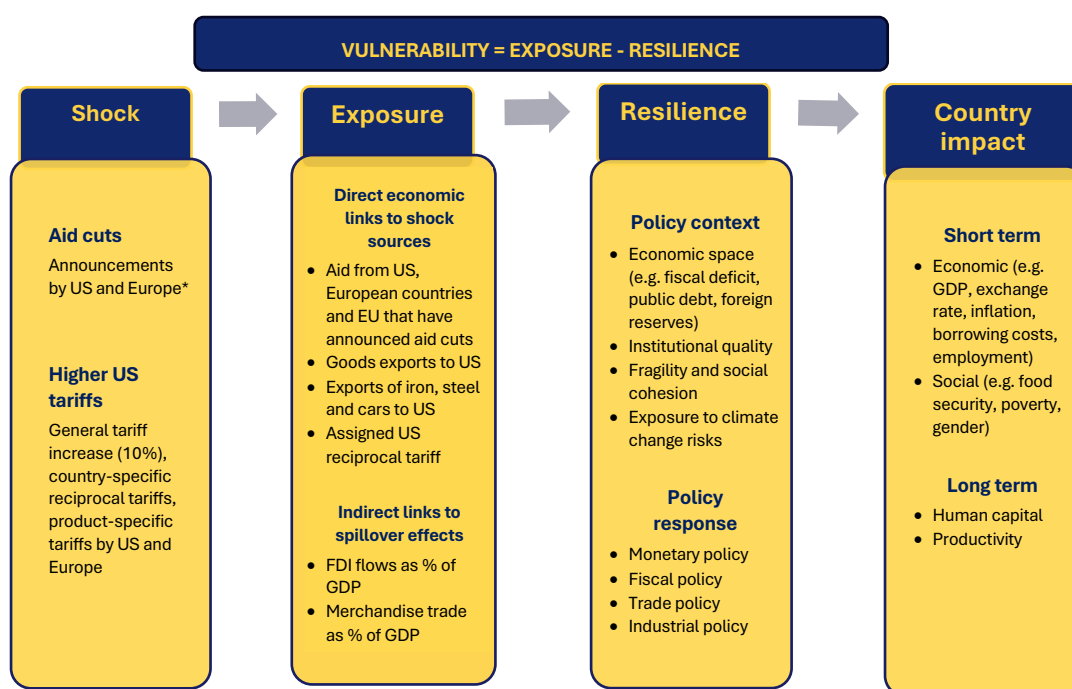 VULNERABILITY = EXPOSURE - RESILIENCE
Shock
Aid cuts
Announcements
by US and Europe*
Higher US
tariffs
General tariff
increase (10%),
country-specific
reciprocal tariffs,
product-specific
tariffs by US and
Europe
Exposure
Direct economic
links to shock
sources
• Aid from US,
European countries
and EU that have
announced aid cuts
• Goods exports to US
• Exports of iron, steel
and cars to US
• Assigned US
reciprocal tariff
Indirect links to
spillover effects
• FDI flows as % of
GDP
• Merchandise trade
as % of GDP
Resilience
Policy context
• Economic space
(e.g. fiscal deficit,
public debt, foreign
reserves)
• Institutional quality
• Fragility and social
cohesion
• Exposure to climate
change risks
Policy
response
• Monetary policy
• Fiscal policy
• Trade policy
• Industrial policy
Country
impact
Short term
• Economic (e.g.
GDP, exchange
rate, inflation,
borrowing costs,
employment)
• Social (e.g. food
security, poverty,
gender)
Long term
• Human capital
• Productivity